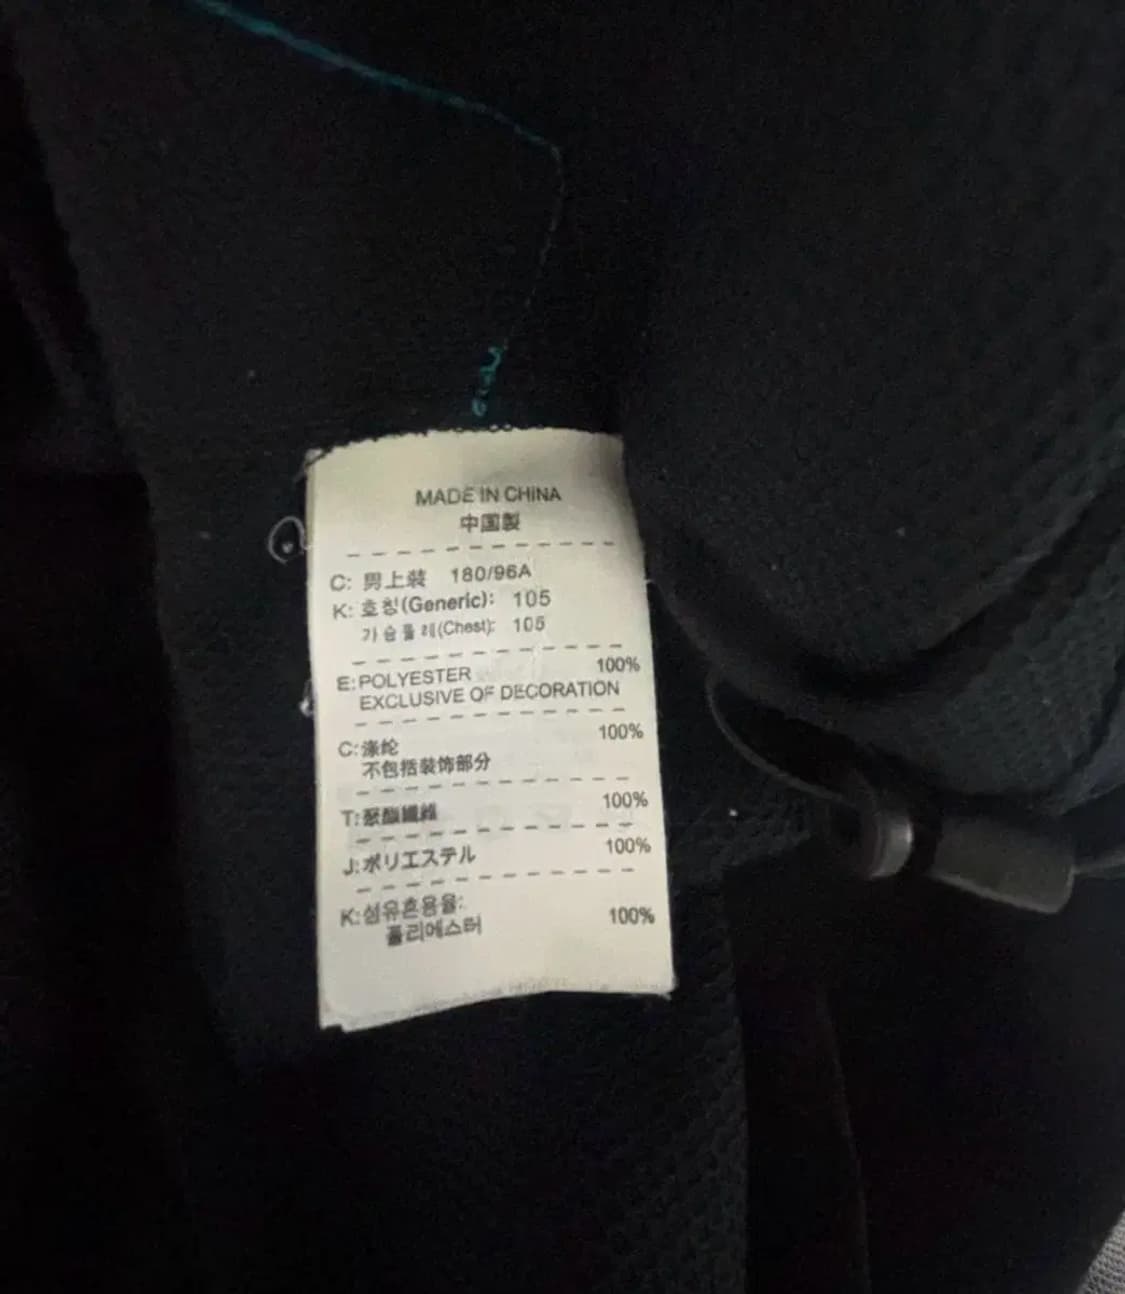 MADE IN CHINA
中国製
C: 男上裝 180/96A
K: 호칭(Generic): 105
가슴둘레(Chest): 105
E: POLYESTER 100%
EXCLUSIVE OF DECORATION
C: 涤纶 100%
不包括装饰部分
T: 聚酯纖維 100%
J: ポリエステル 100%
K: 섬유혼용율:
폴리에스터 100%